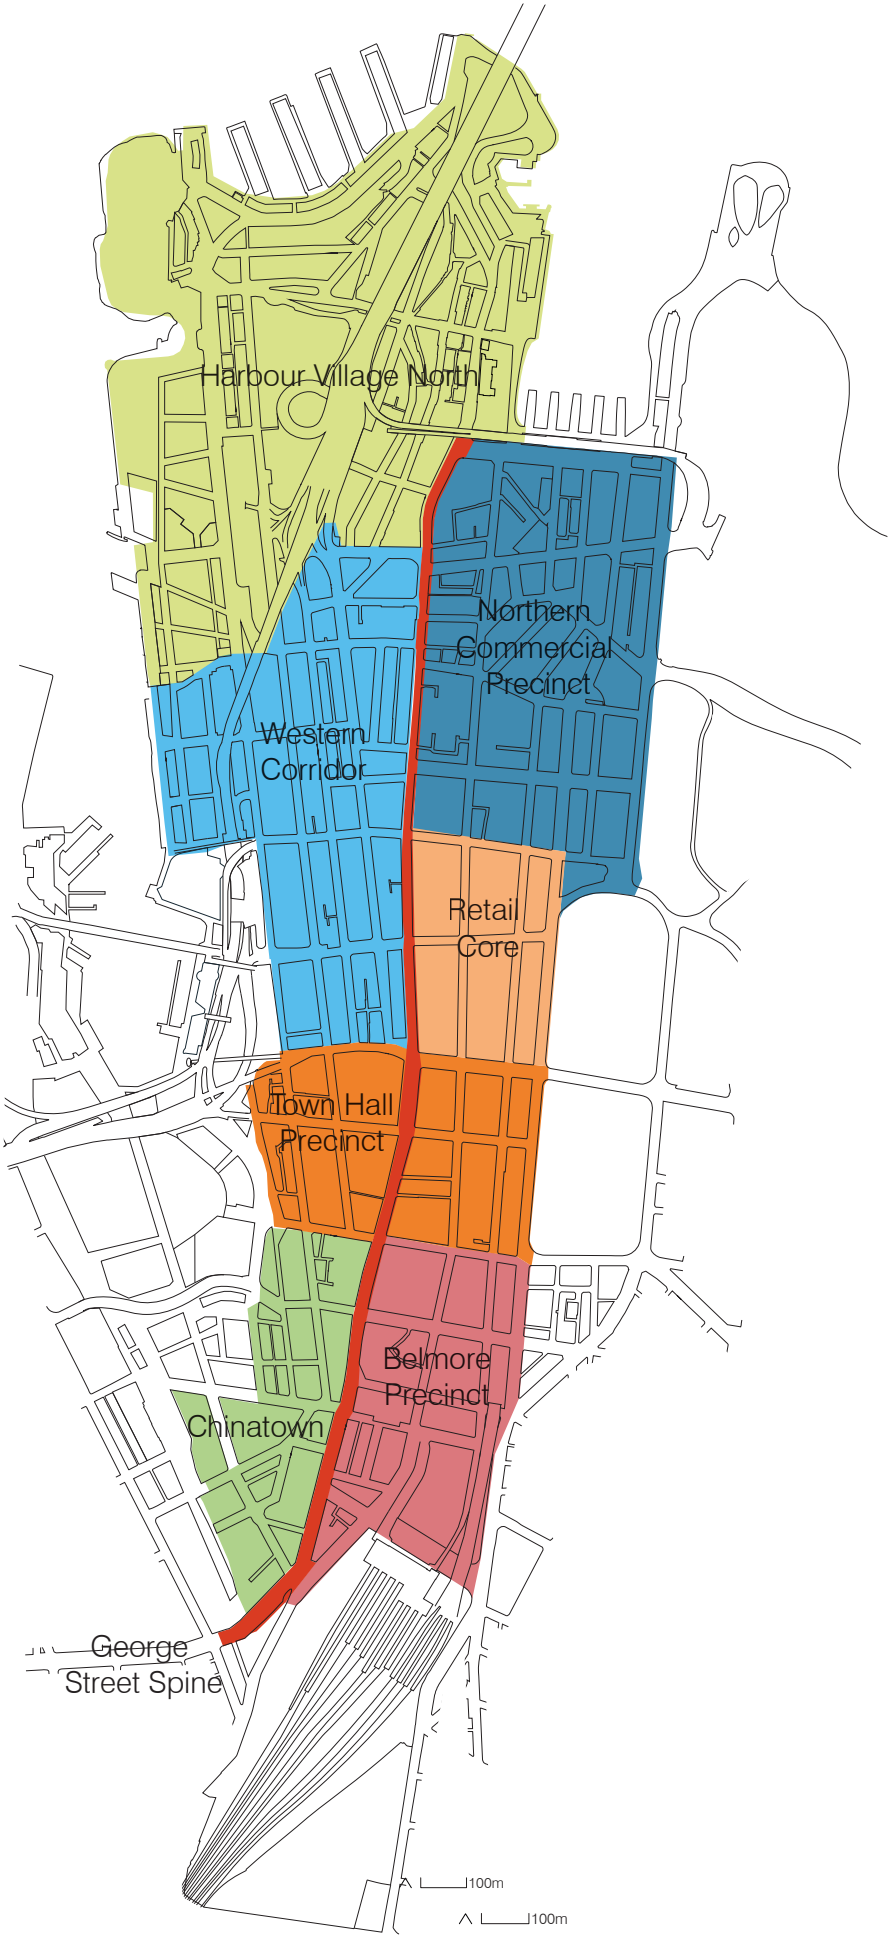 Harbour Village North
Northern
Commercial
Precinct
Western
Corridor
Retail
Core
Town Hall
Precinct
Belmore
Precinct
Chinatown
George
Street Spine
100m
100m